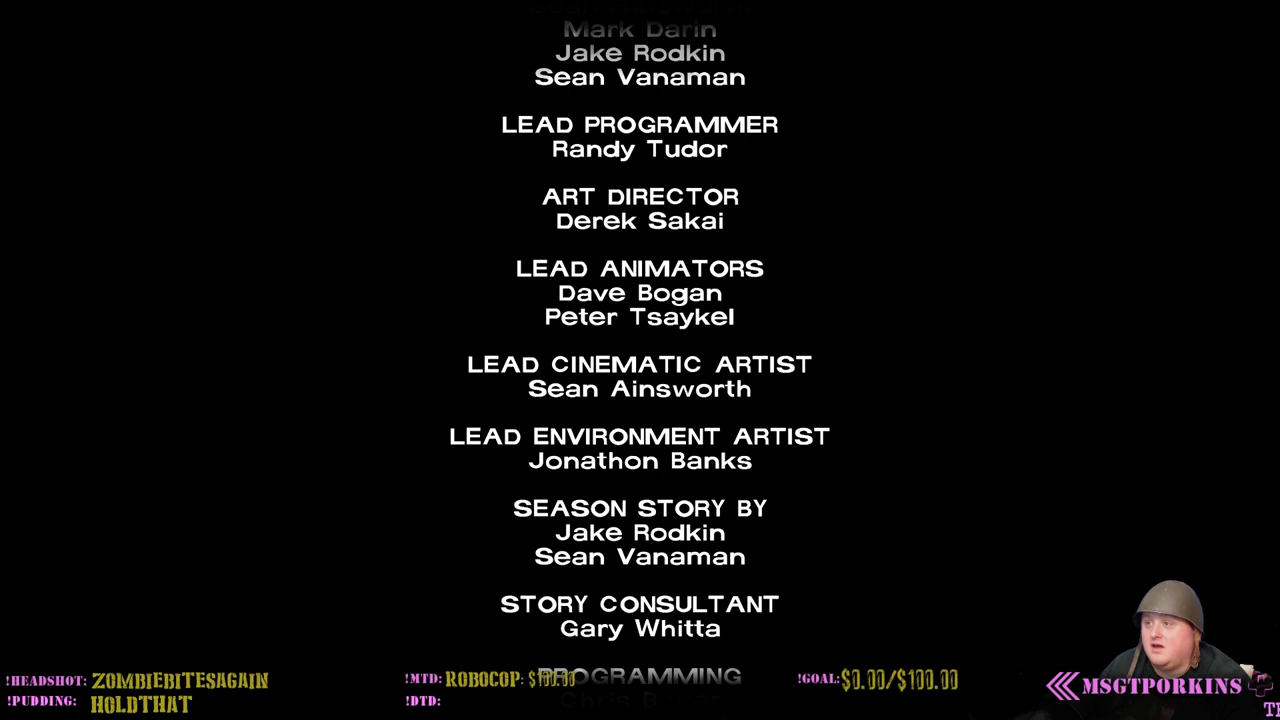 Mark Darin
Jake Rodkin
Sean Vanaman
LEAD PROGRAMMER
Randy Tudor
ART DIRECTOR
Derek Sakai
LEAD ANIMATORS
Dave Bogan
Peter Tsaykel
LEAD CINEMATIC ARTIST
Sean Ainsworth
LEAD ENVIRONMENT ARTIST
Jonathon Banks
SEASON STORY BY
Jake Rodkin
Sean Vanaman
STORY CONSULTANT
Gary Whitta
PROGRAMMING
!HEADSHOT: ZOMBIEBITESAGAIN
!PUDDING: HOLDTHAT
!MTD: ROBOCOP: $100.00
!DTD:
!GOAL: $0.00/$100.00
MSGTPORKINS